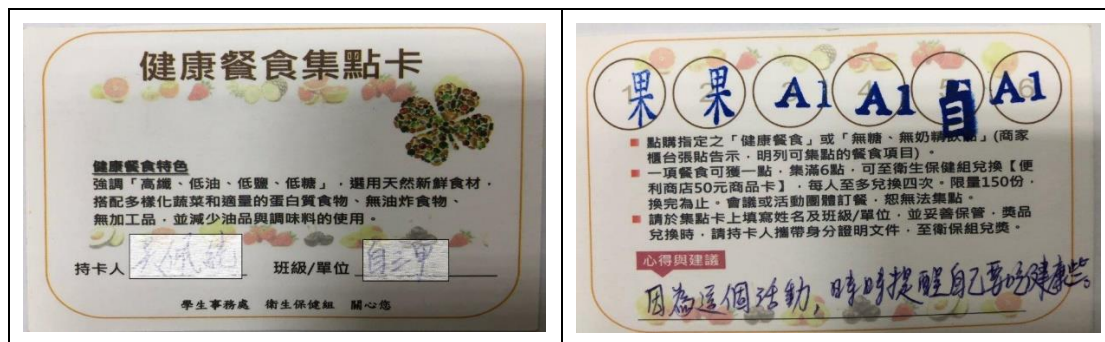 健康餐食集點卡
健康餐食特色
強調「高纖、低油、低鹽、低糖」，選用天然新鮮食材，
搭配多樣化蔬菜和適量的蛋白質食物、無油炸食物、
無加工品，並減少油品與調味料的使用。
持卡人
班級/單位 自三甲
學生事務處 衛生保健組 關心您
果 果 A1 A1 自 A1
■ 點購指定之「健康餐食」或「無糖、無奶精飲品」(商家
櫃台張貼告示，明列可集點的餐食項目)。
■ 一項餐食可獲一點，集滿6點，可至衛生保健組兌換【便
利商店50元商品卡】，每人至多兌換四次。限量150份，
換完為止。會議或活動團體訂餐，恕無法集點。
■ 請於集點卡上填寫姓名及班級/單位，並妥善保管，獎品
兌換時，請持卡人攜帶身分證明文件，至衛保組兌獎。
心得與建議
因為這個活動，時時提醒自己要吃健康些。